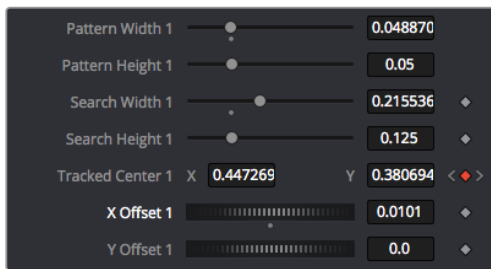 Pattern Width 1 0.048870
Pattern Height 1 0.05
Search Width 1 0.215536
Search Height 1 0.125
Tracked Center 1 X 0.447269 Y 0.380694
X Offset 1 0.0101
Y Offset 1 0.0